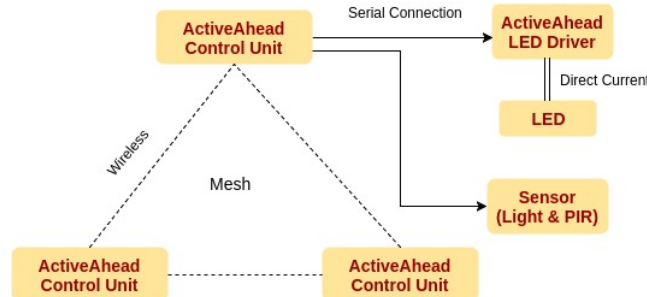 Serial Connection
ActiveAhead
Control Unit
ActiveAhead
LED Driver
Direct Current
LED
Wireless
Mesh
Sensor
(Light & PIR)
ActiveAhead
Control Unit
ActiveAhead
Control Unit